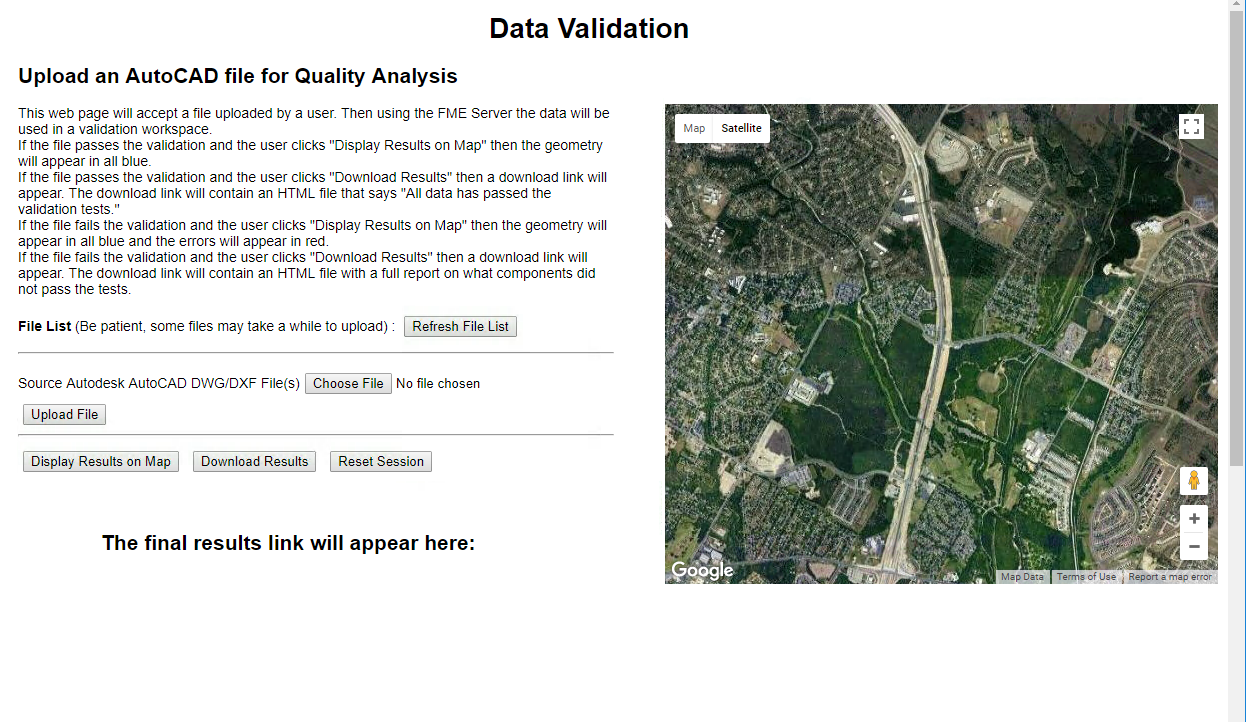 Data Validation
Upload an AutoCAD file for Quality Analysis
This web page will accept a file uploaded by a user. Then using the FME Server the data will be
used in a validation workspace.
If the file passes the validation and the user clicks "Display Results on Map" then the geometry
will appear in all blue.
If the file passes the validation and the user clicks "Download Results" then a download link will
appear. The download link will contain an HTML file that says "All data has passed the
validation tests."
If the file fails the validation and the user clicks "Display Results on Map" then the geometry will
appear in all blue and the errors will appear in red.
If the file fails the validation and the user clicks "Download Results" then a download link will
appear. The download link will contain an HTML file with a full report on what components did
not pass the tests.
File List (Be patient, some files may take a while to upload) : Refresh File List
Source Autodesk AutoCAD DWG/DXF File(s) Choose File No file chosen
Upload File
Display Results on Map Download Results Reset Session
The final results link will appear here:
Map Satellite
+
−
Google
Map Data Terms of Use Report a map error